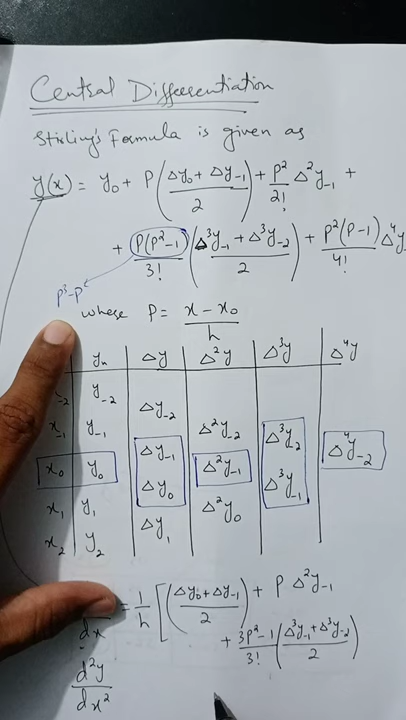 Central Differentiation
Stirling's Formula is given as
y(x) = y₀ + P (Δy₀ + Δy₋₁ / 2) + P²/2! Δ²y₋₁ +
+ P(P²-1)/3! (Δ³y₋₁ + Δ³y₋₂ / 2) + P²(P-1)/4! Δ⁴y
P³-P²
where P = x - x₀ / h
yₙ Δy Δ²y Δ³y Δ⁴y
₋₂ y₋₂
Δy₋₂
x₋₁ y₋₁ Δ²y₋₂
Δy₋₁ Δ³y₂
x₀ y₀ Δ²y₋₁ Δ⁴y₋₂
Δy₀ Δ³y₋₁
x₁ y₁ Δ²y₀
Δy₁
x₂ y₂
dx = 1/h [(Δy₀ + Δy₋₁ / 2) + P Δ²y₋₁
+ 3P²-1/3! (Δ³y₋₁ + Δ³y₋₂ / 2)
d²y/dx²